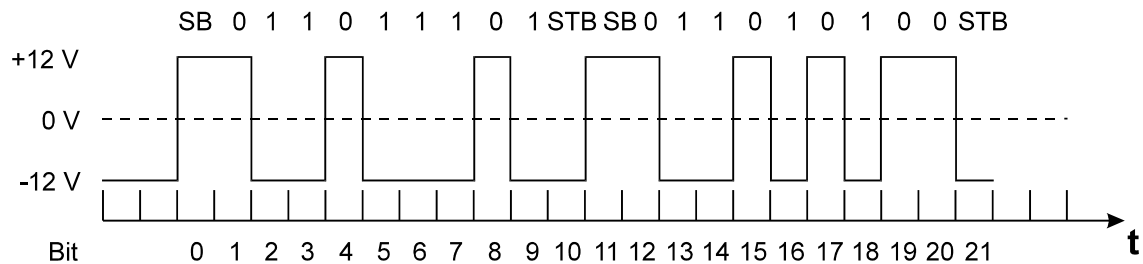 SB 0 1 1 0 1 1 1 0 1 STB SB 0 1 1 0 1 0 1 0 0 STB
+12 V
0 V
-12 V
Bit 0 1 2 3 4 5 6 7 8 9 10 11 12 13 14 15 16 17 18 19 20 21 t